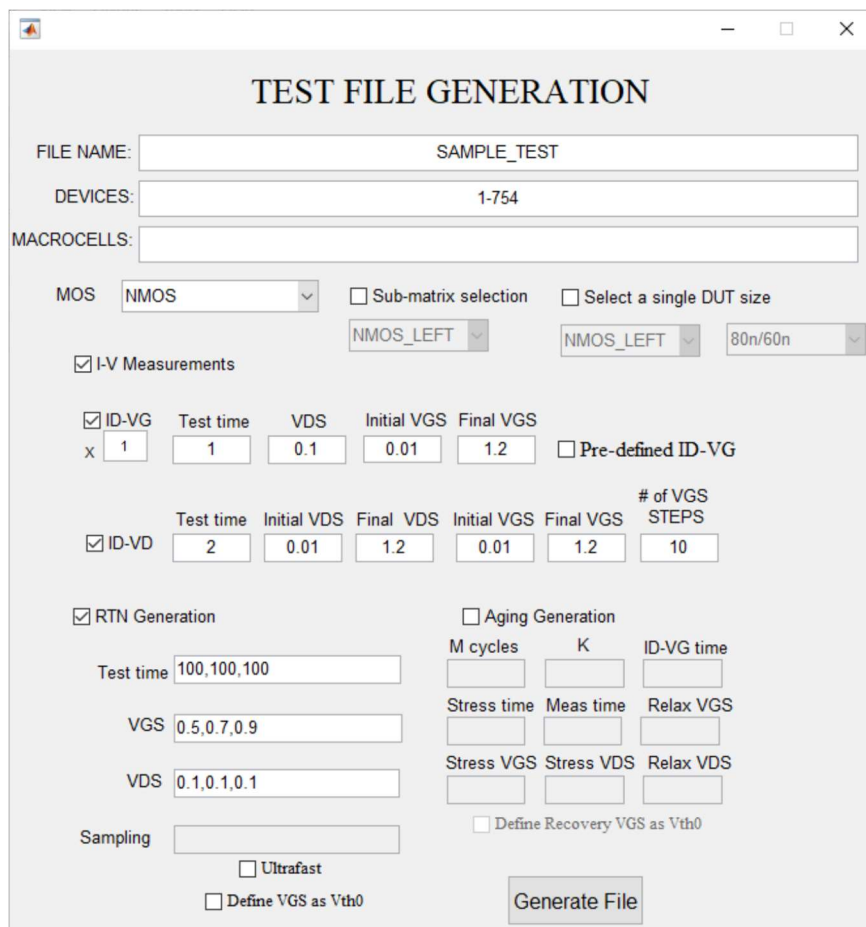 TEST FILE GENERATION
FILE NAME: SAMPLE_TEST
DEVICES: 1-754
MACROCELLS:
MOS NMOS Sub-matrix selection Select a single DUT size
NMOS_LEFT NMOS_LEFT 80n/60n
I-V Measurements
ID-VG Test time VDS Initial VGS Final VGS
x 1 1 0.1 0.01 1.2 Pre-defined ID-VG
# of VGS
Test time Initial VDS Final VDS Initial VGS Final VGS STEPS
ID-VD 2 0.01 1.2 0.01 1.2 10
RTN Generation Aging Generation
M cycles K ID-VG time
Test time 100,100,100
Stress time Meas time Relax VGS
VGS 0.5,0.7,0.9
Stress VGS Stress VDS Relax VDS
VDS 0.1,0.1,0.1
Define Recovery VGS as Vth0
Sampling
Ultrafast
Define VGS as Vth0
Generate File